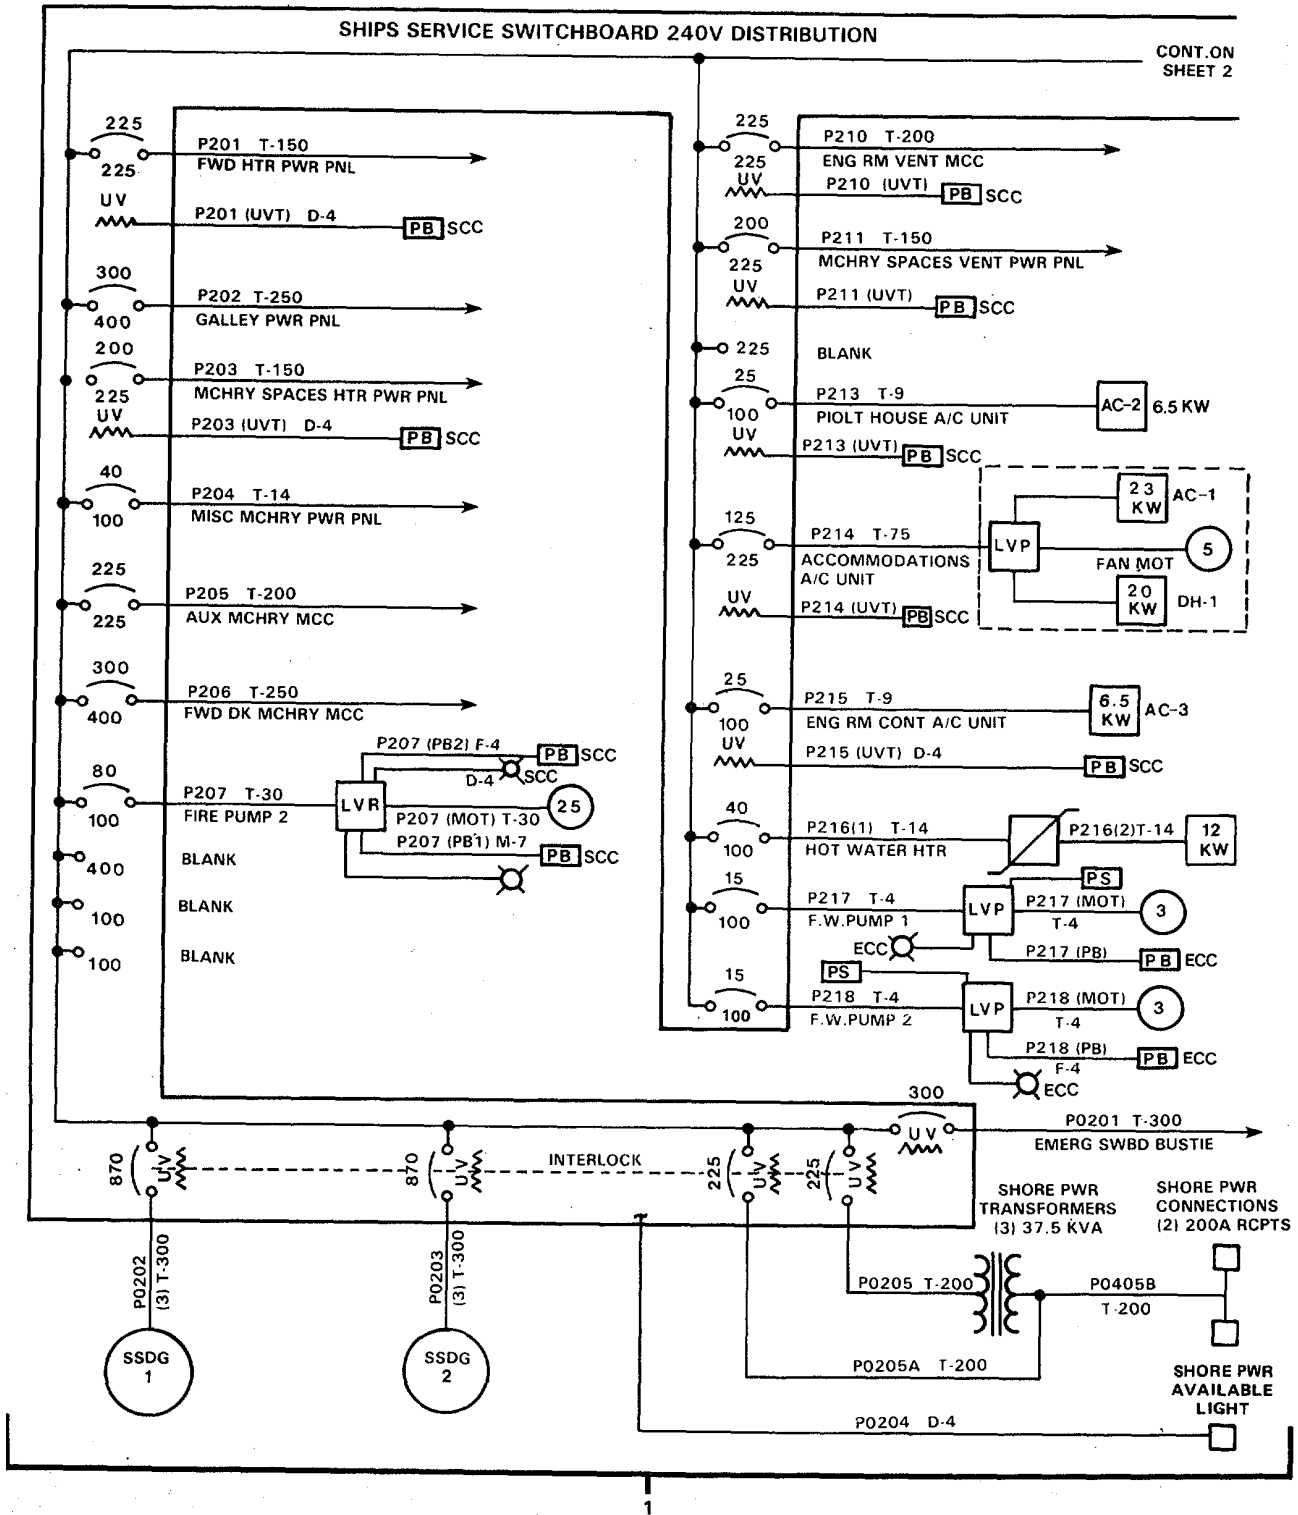 SHIPS SERVICE SWITCHBOARD 240V DISTRIBUTION
CONT.ON
SHEET 2
225
225
P201 T-150
FWD HTR PWR PNL
UV
P201 (UVT) D-4
PB SCC
300
400
P202 T-250
GALLEY PWR PNL
200
225
P203 T-150
MCHRY SPACES HTR PWR PNL
UV
P203 (UVT) D-4
PB SCC
40
100
P204 T-14
MISC MCHRY PWR PNL
225
225
P205 T-200
AUX MCHRY MCC
300
400
P206 T-250
FWD DK MCHRY MCC
80
100
P207 T-30
FIRE PUMP 2
LVR
P207 (PB2) F-4
PB SCC
D-4
SCC
P207 (MOT) T-30
25
P207 (PB1) M-7
PB SCC
400
BLANK
100
BLANK
100
BLANK
225
225
P210 T-200
ENG RM VENT MCC
UV
P210 (UVT)
PB SCC
200
225
P211 T-150
MCHRY SPACES VENT PWR PNL
UV
P211 (UVT)
PB SCC
225
BLANK
25
100
P213 T-9
PIOLT HOUSE A/C UNIT
AC-2 6.5 KW
UV
P213 (UVT)
PB SCC
125
225
P214 T-75
ACCOMMODATIONS
A/C UNIT
LVP
23
KW
AC-1
FAN MOT
5
20
KW
DH-1
UV
P214 (UVT)
PB SCC
25
100
P215 T-9
ENG RM CONT A/C UNIT
6.5
KW
AC-3
UV
P215 (UVT) D-4
PB SCC
40
100
P216(1) T-14
HOT WATER HTR
P216(2)T-14
12
KW
15
100
P217 T-4
F.W.PUMP 1
LVP
PS
P217 (MOT)
T-4
3
ECC
P217 (PB)
PB ECC
15
100
P218 T-4
F.W.PUMP 2
PS
LVP
P218 (MOT)
T-4
3
P218 (PB)
F-4
PB ECC
ECC
300
UV
P0201 T-300
EMERG SWBD BUSTIE
870
UV
INTERLOCK
870
UV
225
UV
225
UV
SHORE PWR
TRANSFORMERS
(3) 37.5 KVA
SHORE PWR
CONNECTIONS
(2) 200A RCPTS
P0202
(3) T-300
P0203
(3) T-300
P0205 T-200
P0405B
T-200
SSDG
1
SSDG
2
P0205A T-200
SHORE PWR
AVAILABLE
LIGHT
P0204 D-4
1